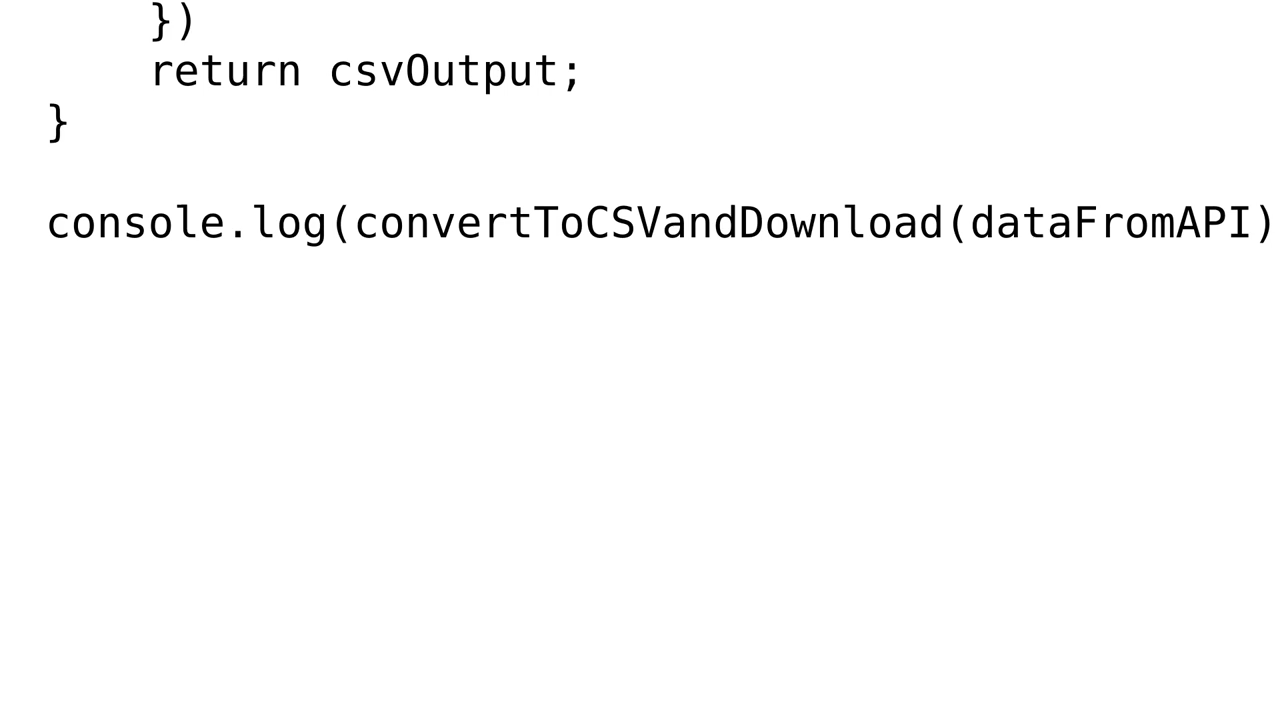 })
return csvOutput;
}
console.log(convertToCSVandDownload(dataFromAPI)